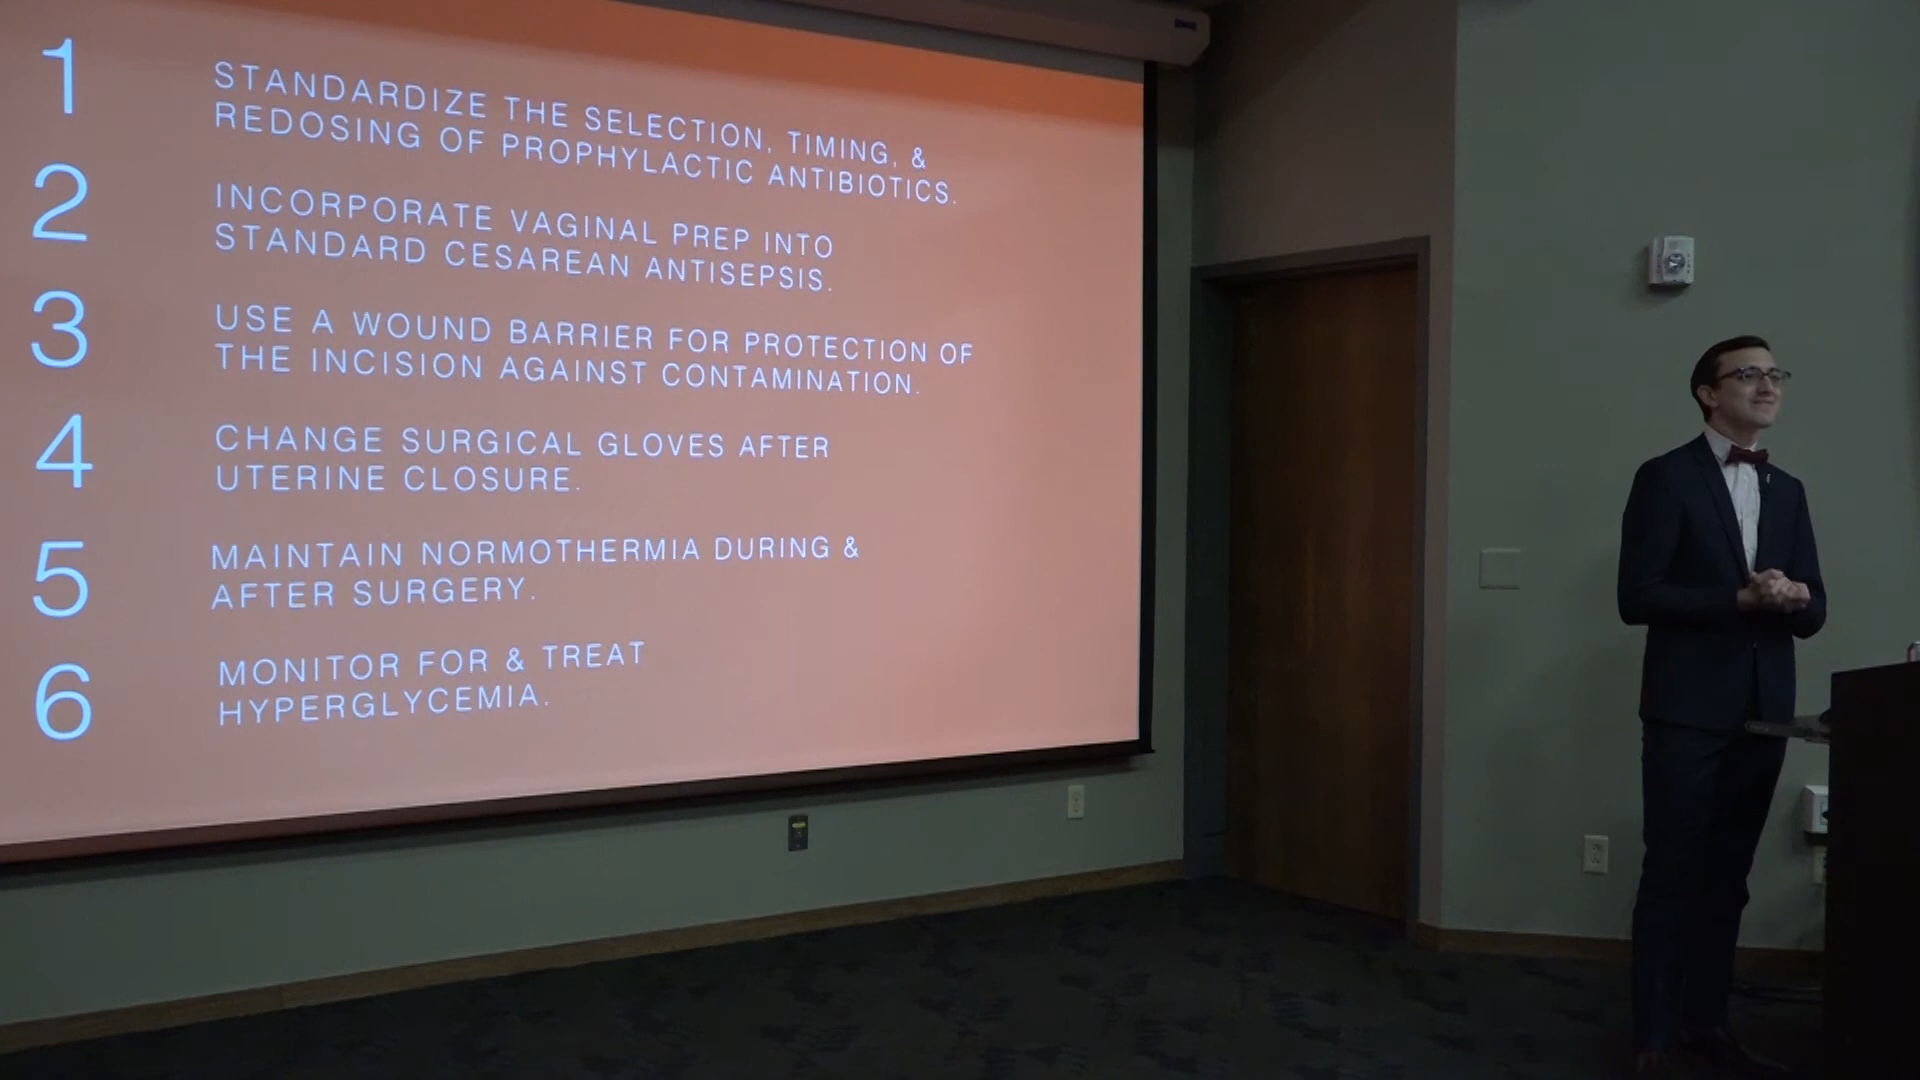 1
STANDARDIZE THE SELECTION, TIMING, &
REDOSING OF PROPHYLACTIC ANTIBIOTICS.
2
INCORPORATE VAGINAL PREP INTO
STANDARD CESAREAN ANTISEPSIS.
3
USE A WOUND BARRIER FOR PROTECTION OF
THE INCISION AGAINST CONTAMINATION.
4
CHANGE SURGICAL GLOVES AFTER
UTERINE CLOSURE.
5
MAINTAIN NORMOTHERMIA DURING &
AFTER SURGERY.
6
MONITOR FOR & TREAT
HYPERGLYCEMIA.